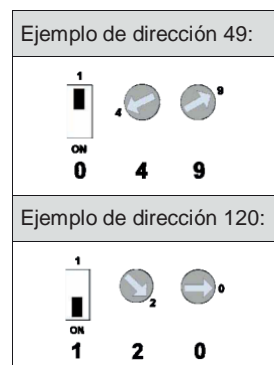 Ejemplo de dirección 49:
1
4
9
ON
0 4 9
Ejemplo de dirección 120:
1
2
0
ON
1 2 0